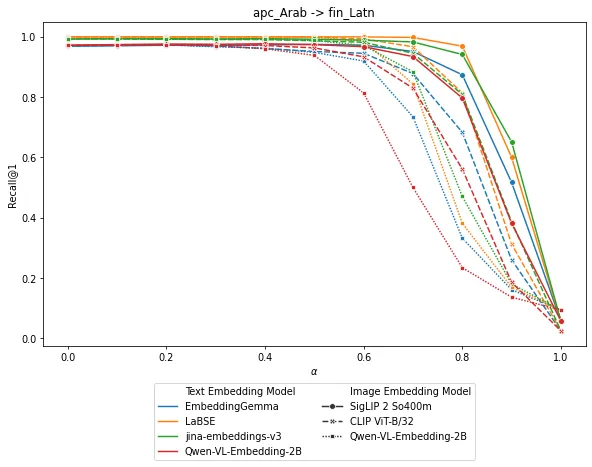 apc_Arab -> fin_Latn
Recall@1
1.0
0.8
0.6
0.4
0.2
0.0
0.0 0.2 0.4 0.6 0.8 1.0
α
Text Embedding Model
EmbeddingGemma
LaBSE
jina-embeddings-v3
Qwen-VL-Embedding-2B
Image Embedding Model
SigLIP 2 So400m
CLIP ViT-B/32
Qwen-VL-Embedding-2B